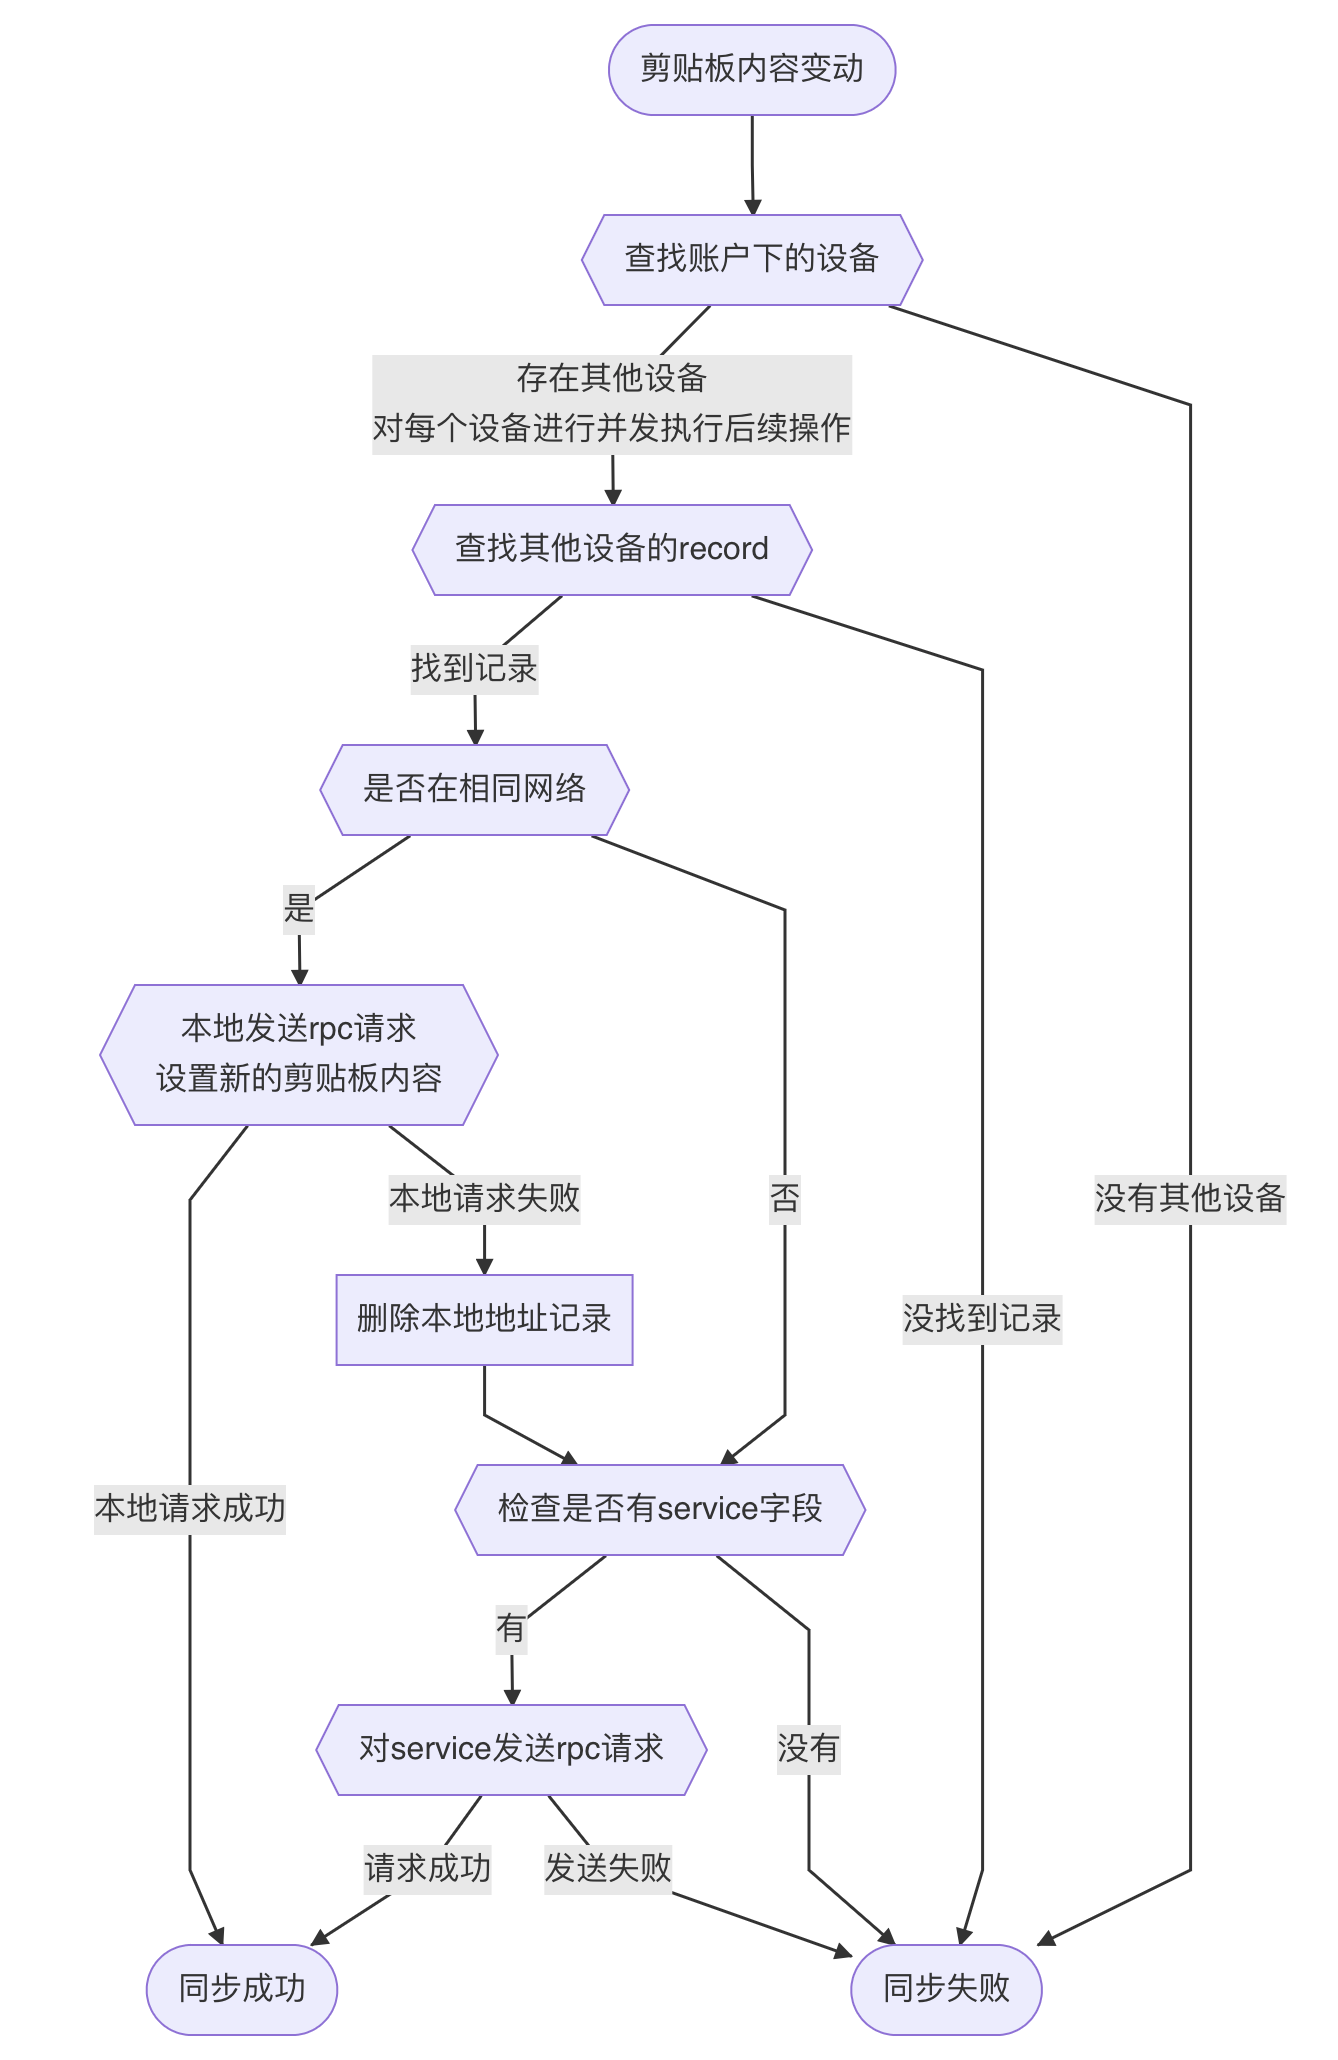 剪贴板内容变动
查找账户下的设备
存在其他设备
对每个设备进行并发执行后续操作
查找其他设备的record
找到记录
是否在相同网络
是
本地发送rpc请求
设置新的剪贴板内容
本地请求失败
否
没有其他设备
删除本地地址记录
没找到记录
本地请求成功
检查是否有service字段
有
对service发送rpc请求
没有
请求成功
发送失败
同步成功
同步失败